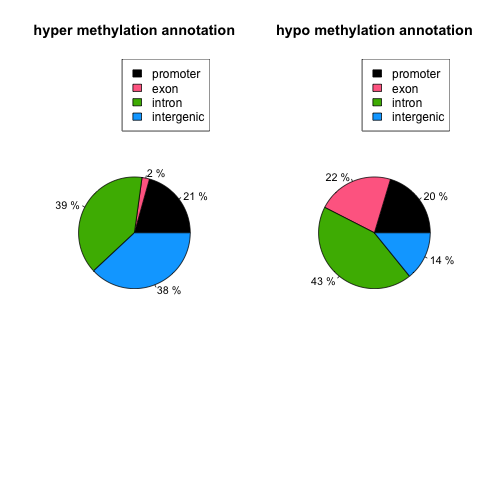 hyper methylation annotation
promoter
exon
intron
intergenic
2 %
21 %
39 %
38 %
hypo methylation annotation
promoter
exon
intron
intergenic
22 %
20 %
14 %
43 %